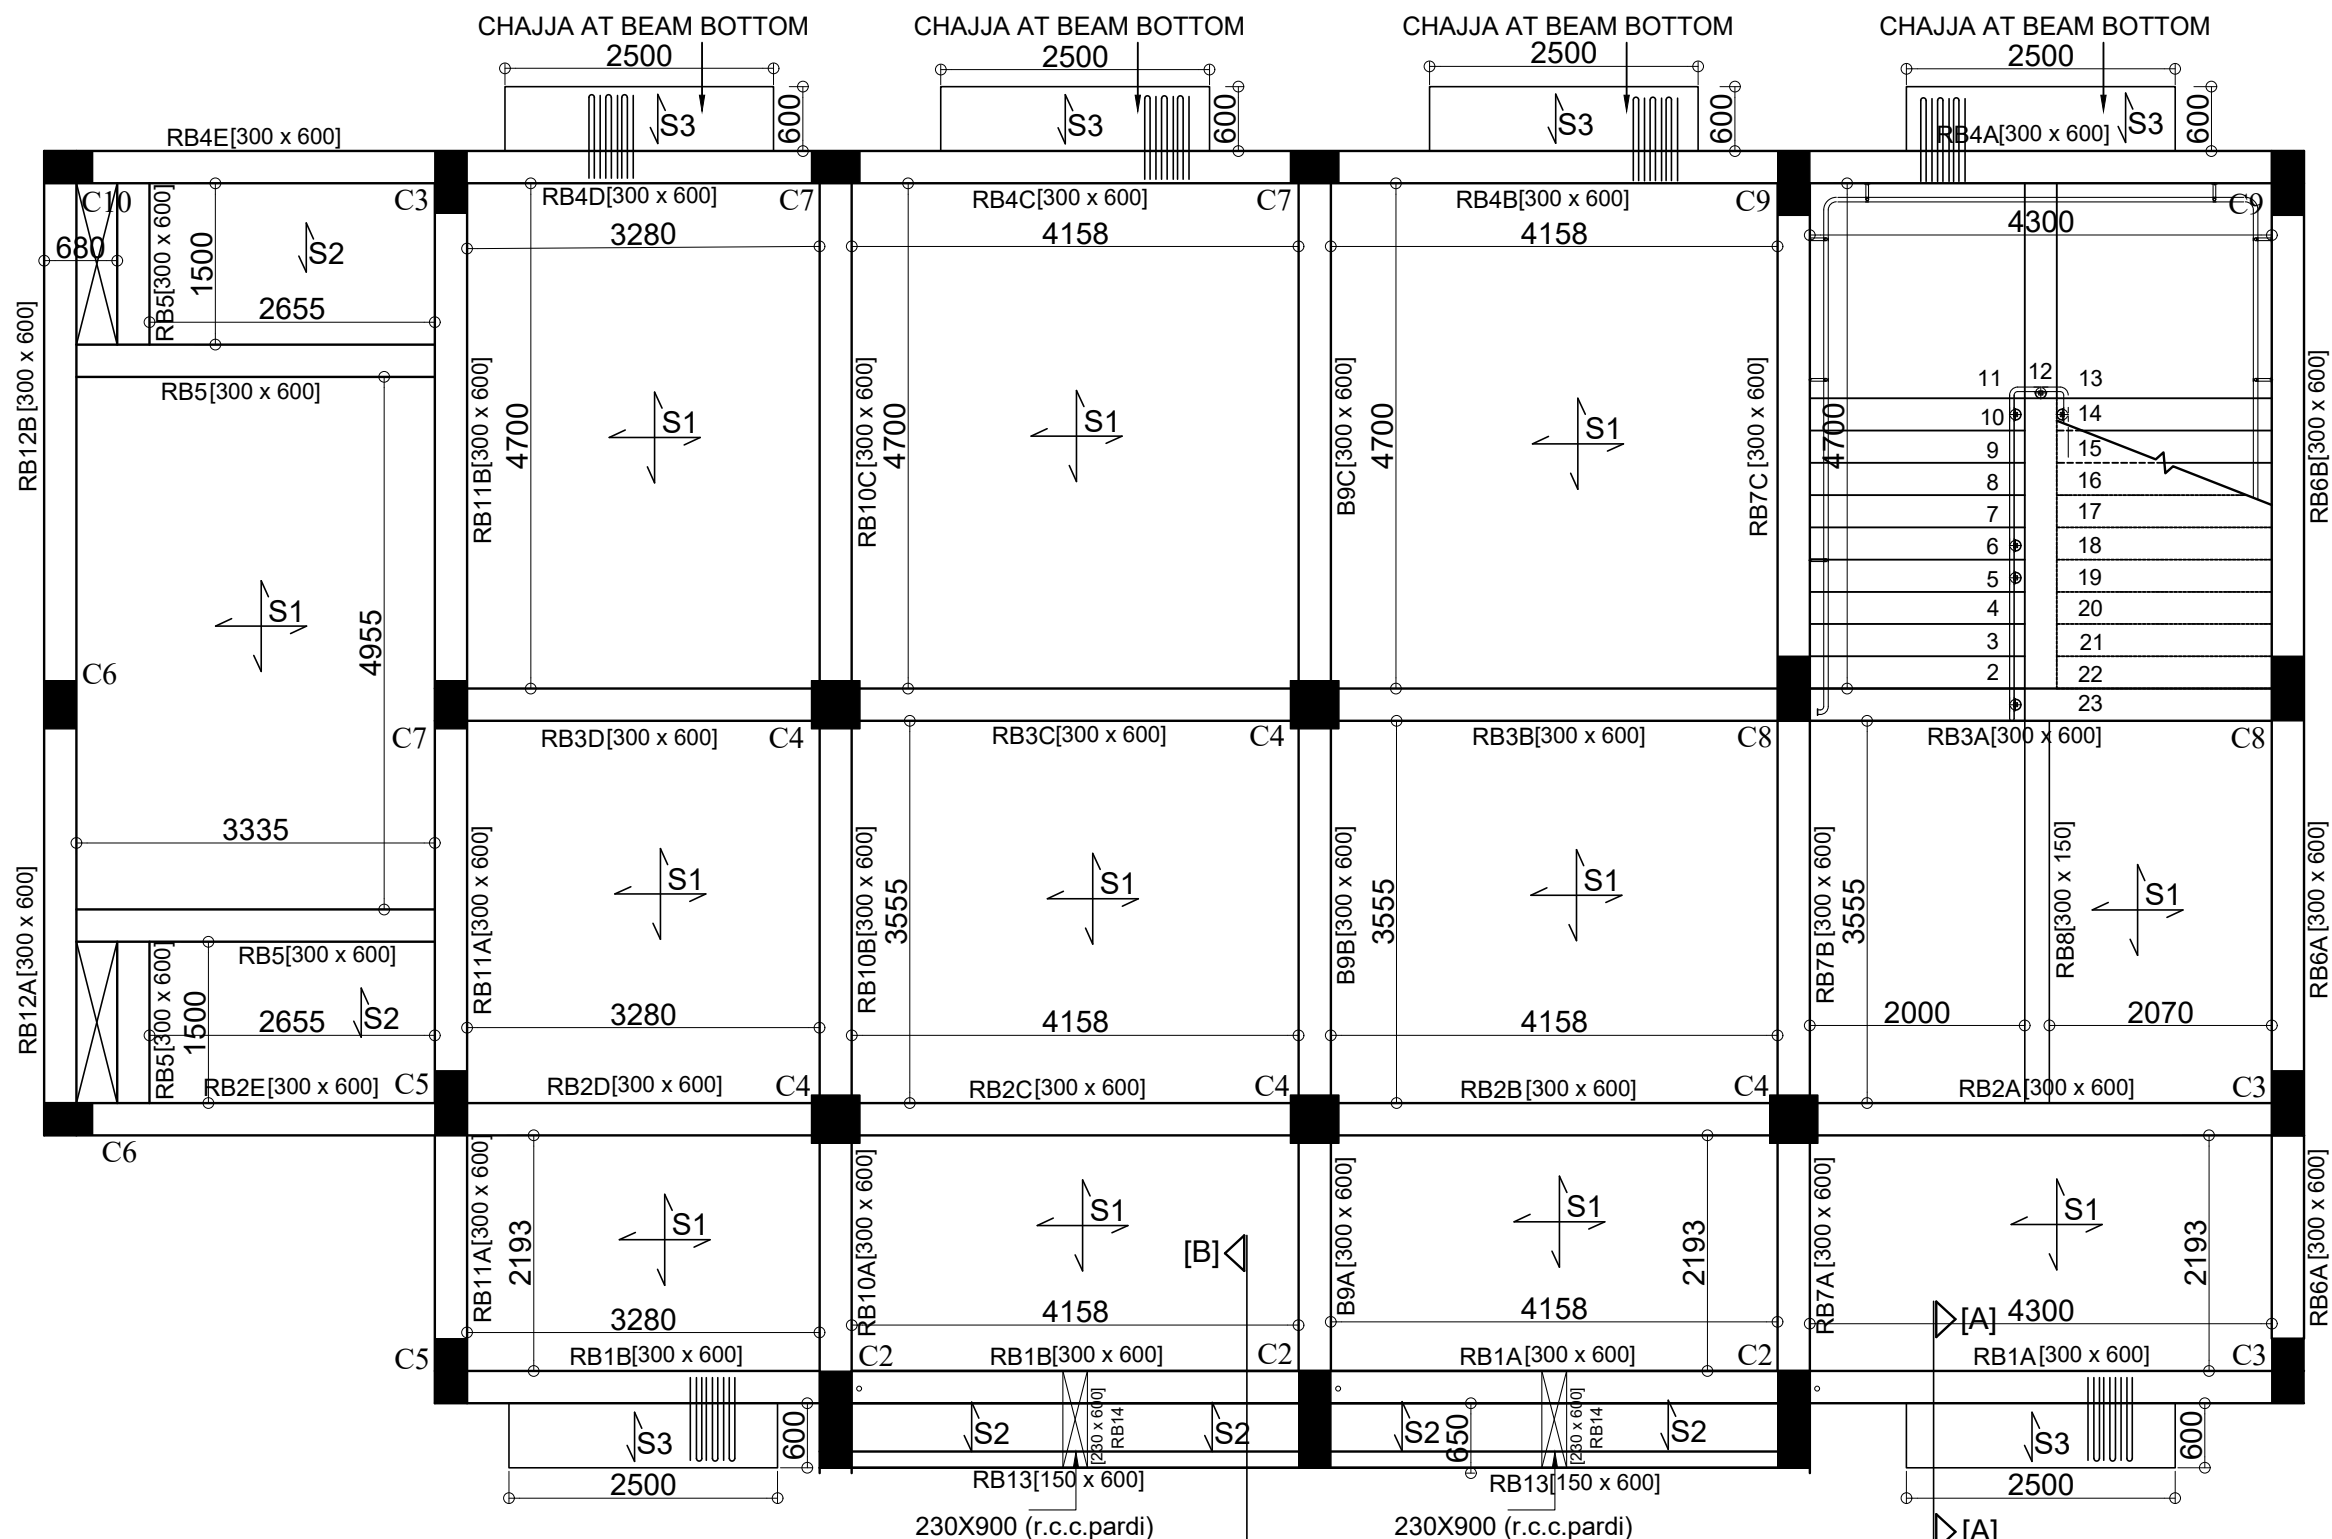 CHAJJA AT BEAM BOTTOM CHAJJA AT BEAM BOTTOM CHAJJA AT BEAM BOTTOM CHAJJA AT BEAM BOTTOM
2500 2500 2500 2500
S3 600 S3 600 S3 600 S3 600
RB4E[300 x 600] RB4A[300 x 600]
C10 C3 RB4D[300 x 600] C7 RB4C[300 x 600] C7 RB4B[300 x 600] C9 C9
680 RB5[300 x 600] 1500 S2 3280 4158 4158 4300
2655
RB12B[300 x 600]
RB5[300 x 600]
RB11B[300 x 600] 4700 S1 RB10C[300 x 600] 4700 S1 B9C[300 x 600] 4700 S1 RB7C[300 x 600] 4700 RB6B[300 x 600]
11 12 13
10 14
9 15
8 16
7 17
6 18
5 19
4 20
3 21
2 22
23
S1 4955
C6
C7 RB3D[300 x 600] C4 RB3C[300 x 600] C4 RB3B[300 x 600] C8 RB3A[300 x 600] C8
3335
RB12A[300 x 600]
RB11A[300 x 600] S1 RB10B[300 x 600] 3555 S1 B9B[300 x 600] 3555 S1 RB7B[300 x 600] 3555 RB8[300 x 150] S1 RB6A[300 x 600]
RB5[300 x 600]
RB5[300 x 600] 1500 2655 S2 3280 4158 4158 2000 2070
RB2E[300 x 600] C5 RB2D[300 x 600] C4 RB2C[300 x 600] C4 RB2B[300 x 600] C4 RB2A[300 x 600] C3
C6
RB11A[300 x 600] 2193 S1 RB10A[300 x 600] S1 [B] B9A[300 x 600] S1 2193 RB7A[300 x 600] S1 2193 RB6A[300 x 600]
3280 4158 4158 [A] 4300
C5 RB1B[300 x 600] C2 RB1B[300 x 600] C2 RB1A[300 x 600] C2 RB1A[300 x 600] C3
S3 600 S2 [230 x 600] RB14 S2 S2 650 [230 x 600] RB14 S2 S3 600
2500 RB13[150 x 600] RB13[150 x 600] 2500
230X900 (r.c.c.pardi) 230X900 (r.c.c.pardi) [A]